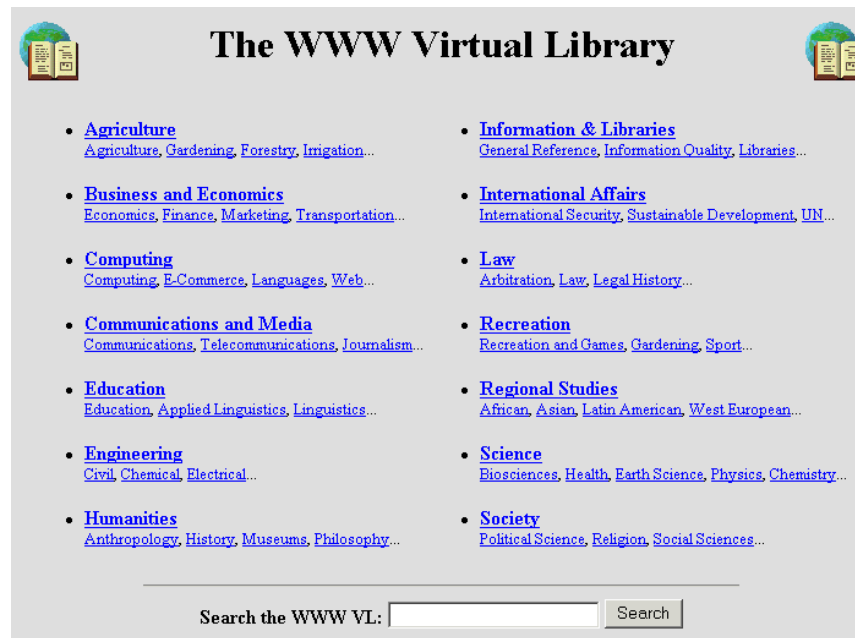 The WWW Virtual Library
• Agriculture
Agriculture, Gardening, Forestry, Irrigation...
• Business and Economics
Economics, Finance, Marketing, Transportation...
• Computing
Computing, E-Commerce, Languages, Web...
• Communications and Media
Communications, Telecommunications, Journalism...
• Education
Education, Applied Linguistics, Linguistics...
• Engineering
Civil, Chemical, Electrical...
• Humanities
Anthropology, History, Museums, Philosophy...
• Information & Libraries
General Reference, Information Quality, Libraries...
• International Affairs
International Security, Sustainable Development, UN...
• Law
Arbitration, Law, Legal History...
• Recreation
Recreation and Games, Gardening, Sport...
• Regional Studies
African, Asian, Latin American, West European...
• Science
Biosciences, Health, Earth Science, Physics, Chemistry...
• Society
Political Science, Religion, Social Sciences...
Search the WWW VL: Search